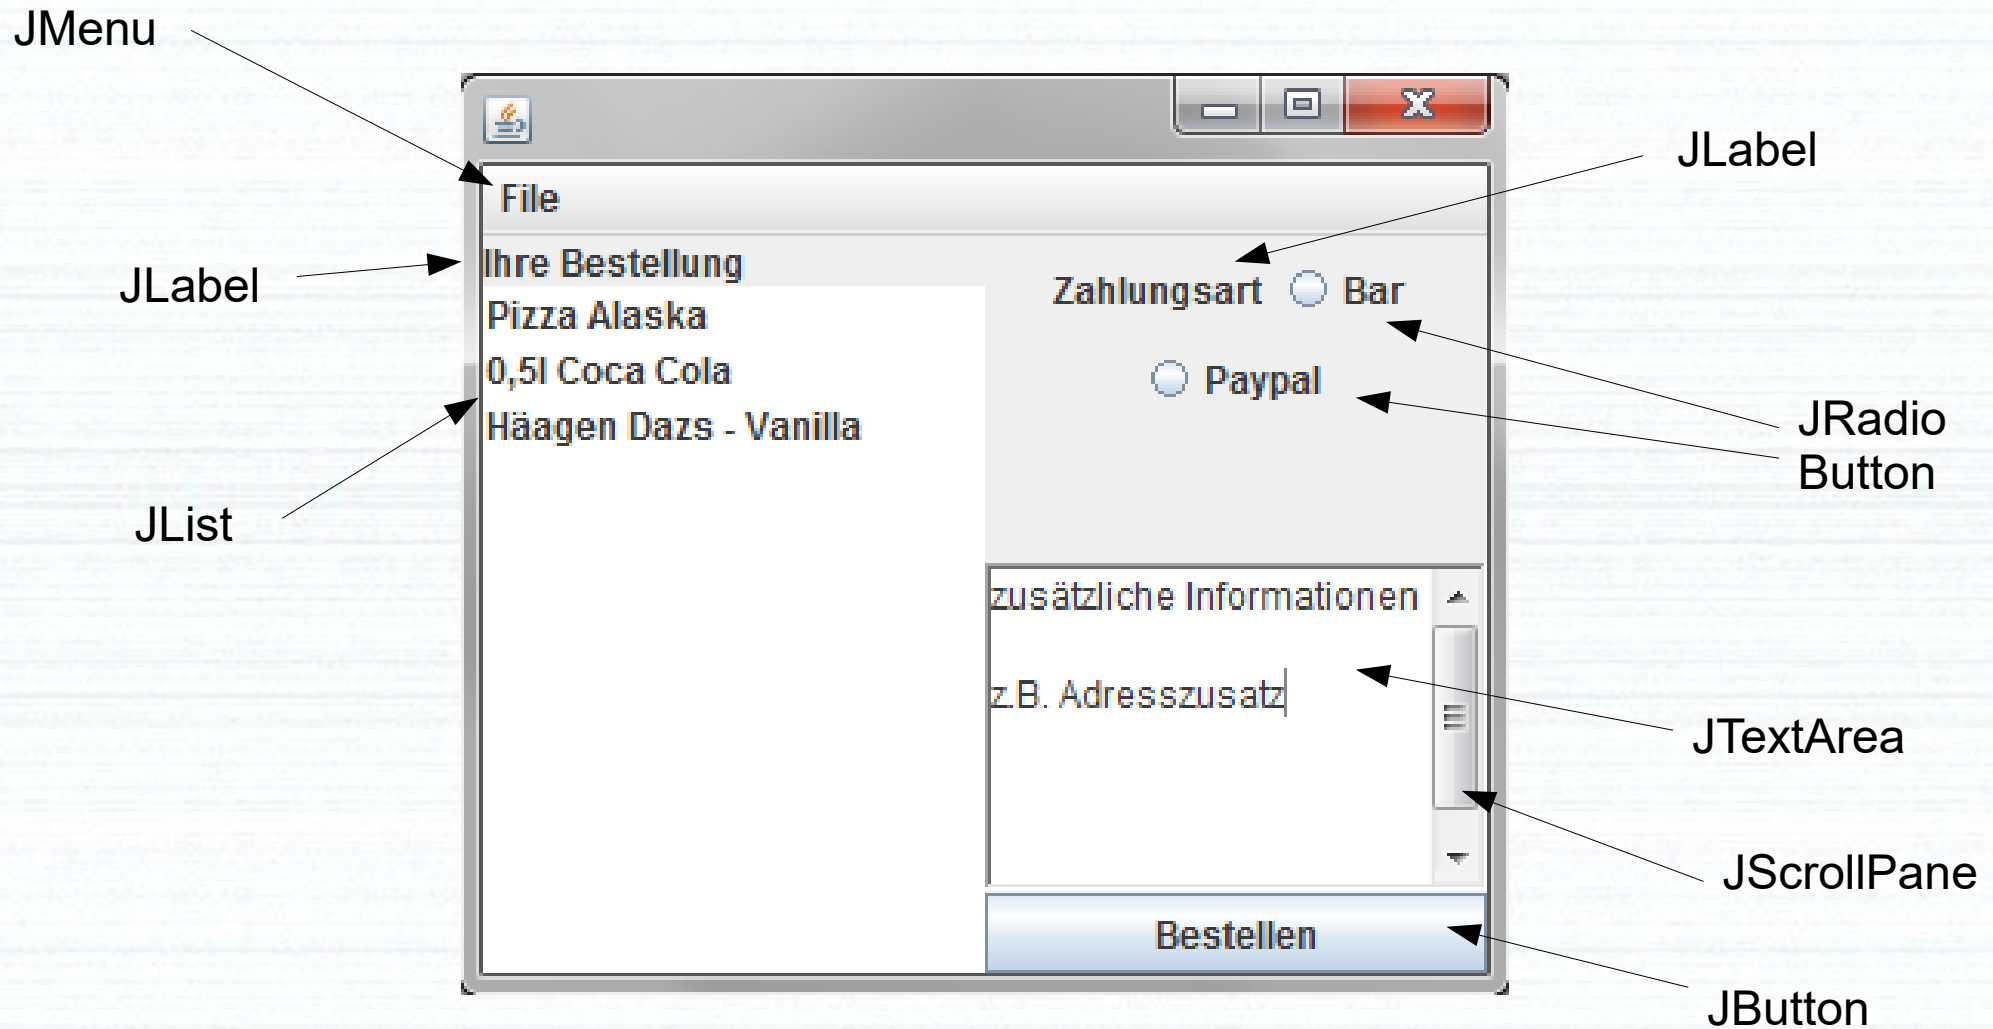 JMenu
JLabel
File
JLabel
Ihre Bestellung
Zahlungsart Bar
Pizza Alaska
0,5l Coca Cola
Paypal
Häagen Dazs - Vanilla
JRadio
Button
JList
zusätzliche Informationen
z.B. Adresszusatz
JTextArea
JScrollPane
Bestellen
JButton